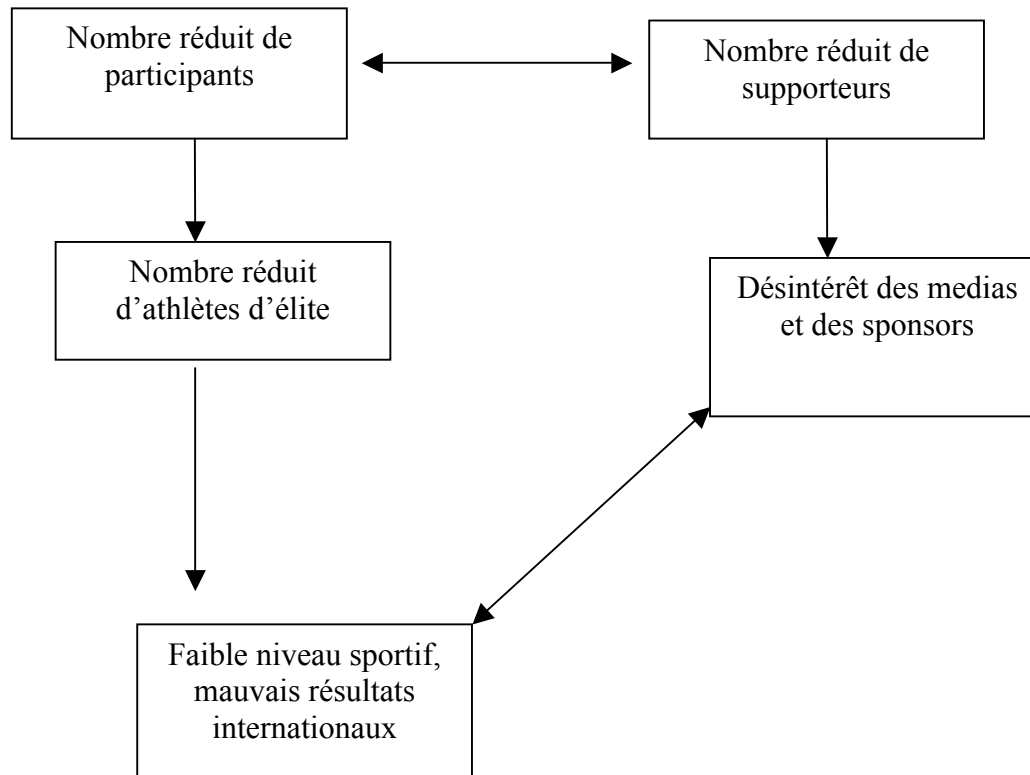 Nombre réduit de
participants
Nombre réduit de
supporteurs
Nombre réduit
d’athlètes d’élite
Désintérêt des medias
et des sponsors
Faible niveau sportif,
mauvais résultats
internationaux